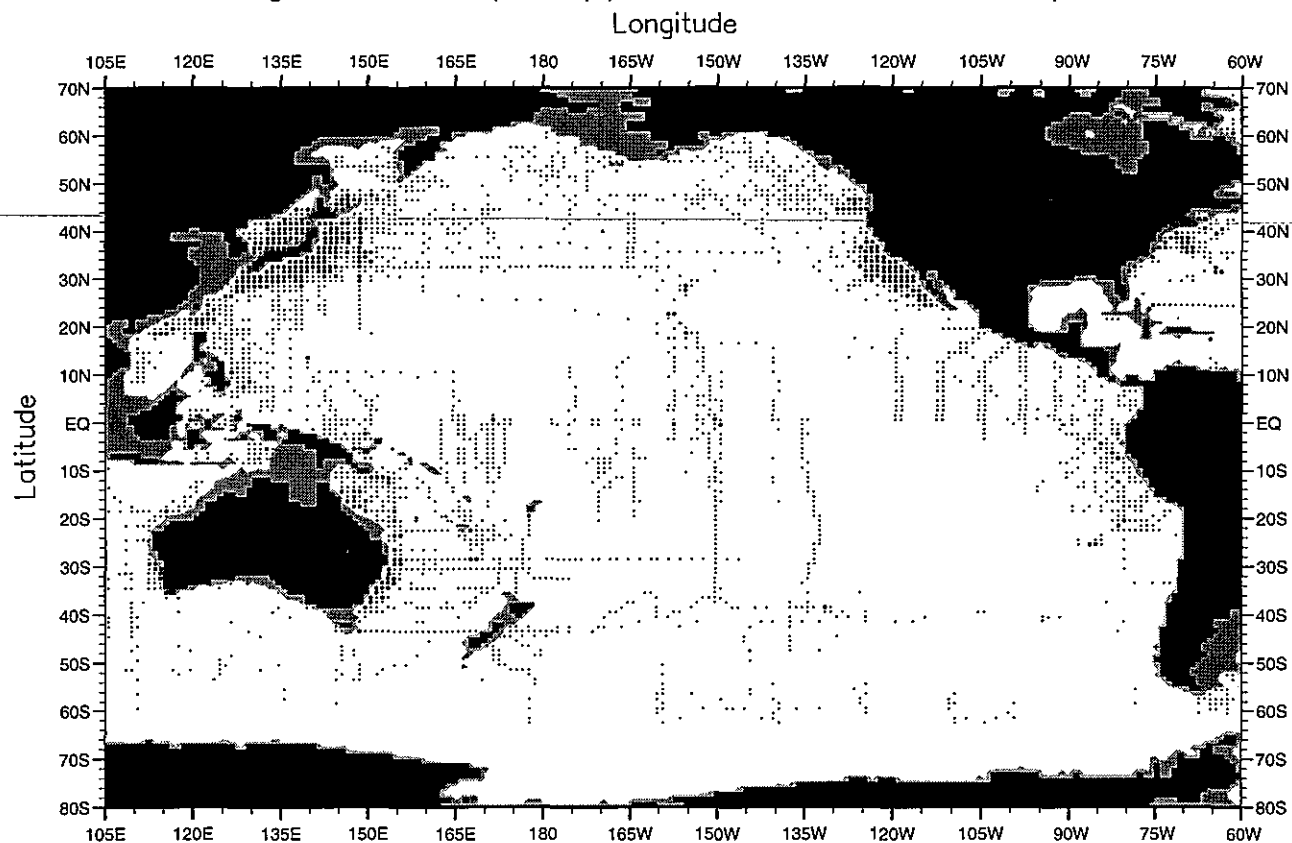 Longitude
105E 120E 135E 150E 165E 180 165W 150W 135W 120W 105W 90W 75W 60W
70N 70N
60N 60N
50N 50N
40N 40N
30N 30N
20N 20N
10N 10N
EQ EQ
10S 10S
20S 20S
30S 30S
40S 40S
50S 50S
60S 60S
70S 70S
80S 80S
Latitude
105E 120E 135E 150E 165E 180 165W 150W 135W 120W 105W 90W 75W 60W